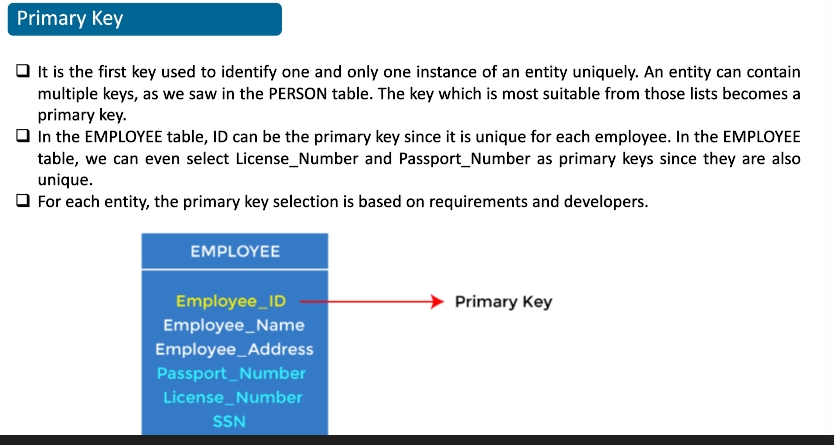 Primary Key
❑ It is the first key used to identify one and only one instance of an entity uniquely. An entity can contain
multiple keys, as we saw in the PERSON table. The key which is most suitable from those lists becomes a
primary key.
❑ In the EMPLOYEE table, ID can be the primary key since it is unique for each employee. In the EMPLOYEE
table, we can even select License_Number and Passport_Number as primary keys since they are also
unique.
❑ For each entity, the primary key selection is based on requirements and developers.
EMPLOYEE
Employee_ID
Primary Key
Employee_Name
Employee_Address
Passport_Number
License_Number
SSN